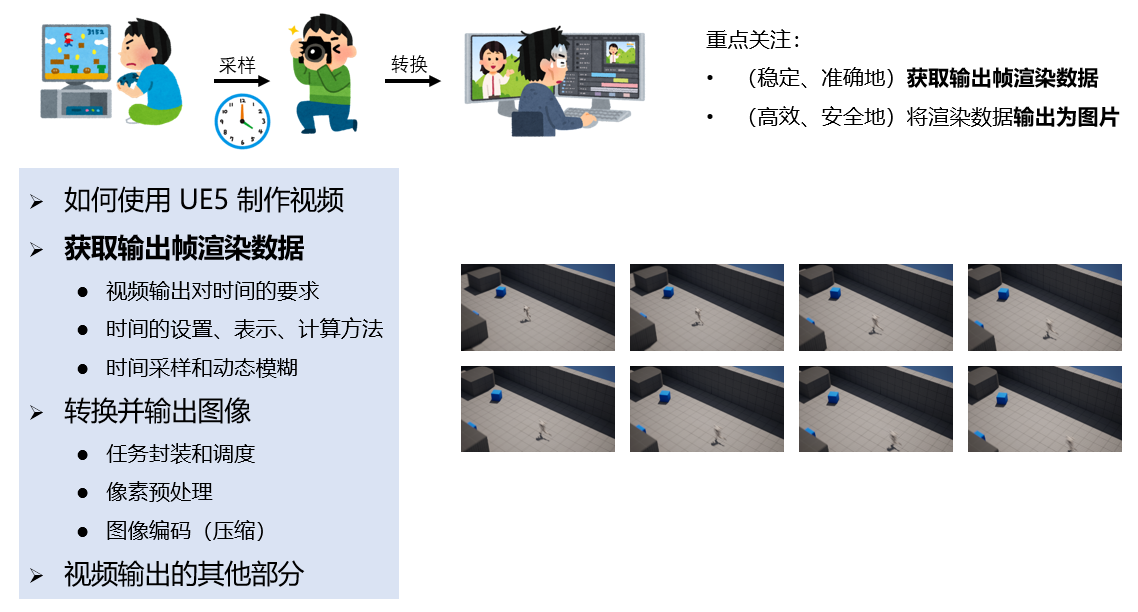 3152
采样
转换
重点关注：
• （稳定、准确地）获取输出帧渲染数据
• （高效、安全地）将渲染数据输出为图片
➢ 如何使用 UE5 制作视频
➢ 获取输出帧渲染数据
● 视频输出对时间的要求
● 时间的设置、表示、计算方法
● 时间采样和动态模糊
➢ 转换并输出图像
● 任务封装和调度
● 像素预处理
● 图像编码（压缩）
➢ 视频输出的其他部分